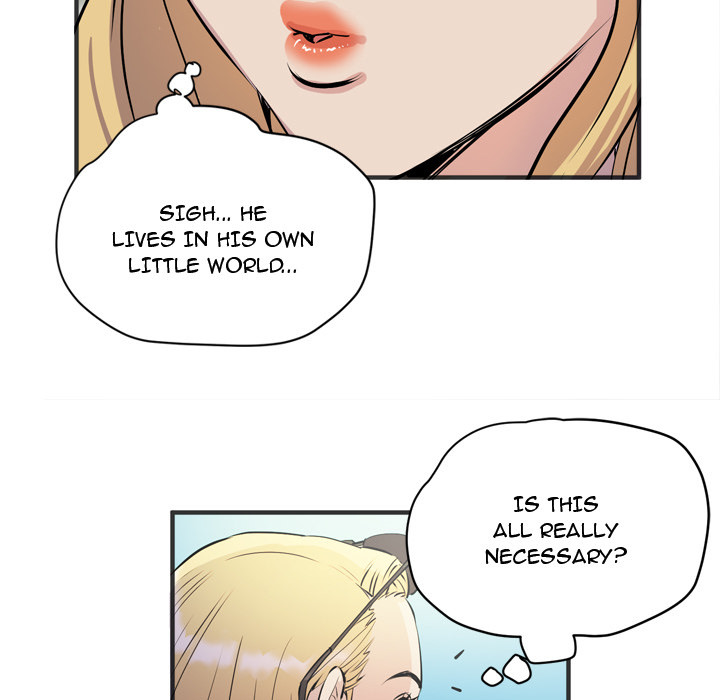 SIGH... HE
LIVES IN HIS OWN
LITTLE WORLD...
IS THIS
ALL REALLY
NECESSARY?